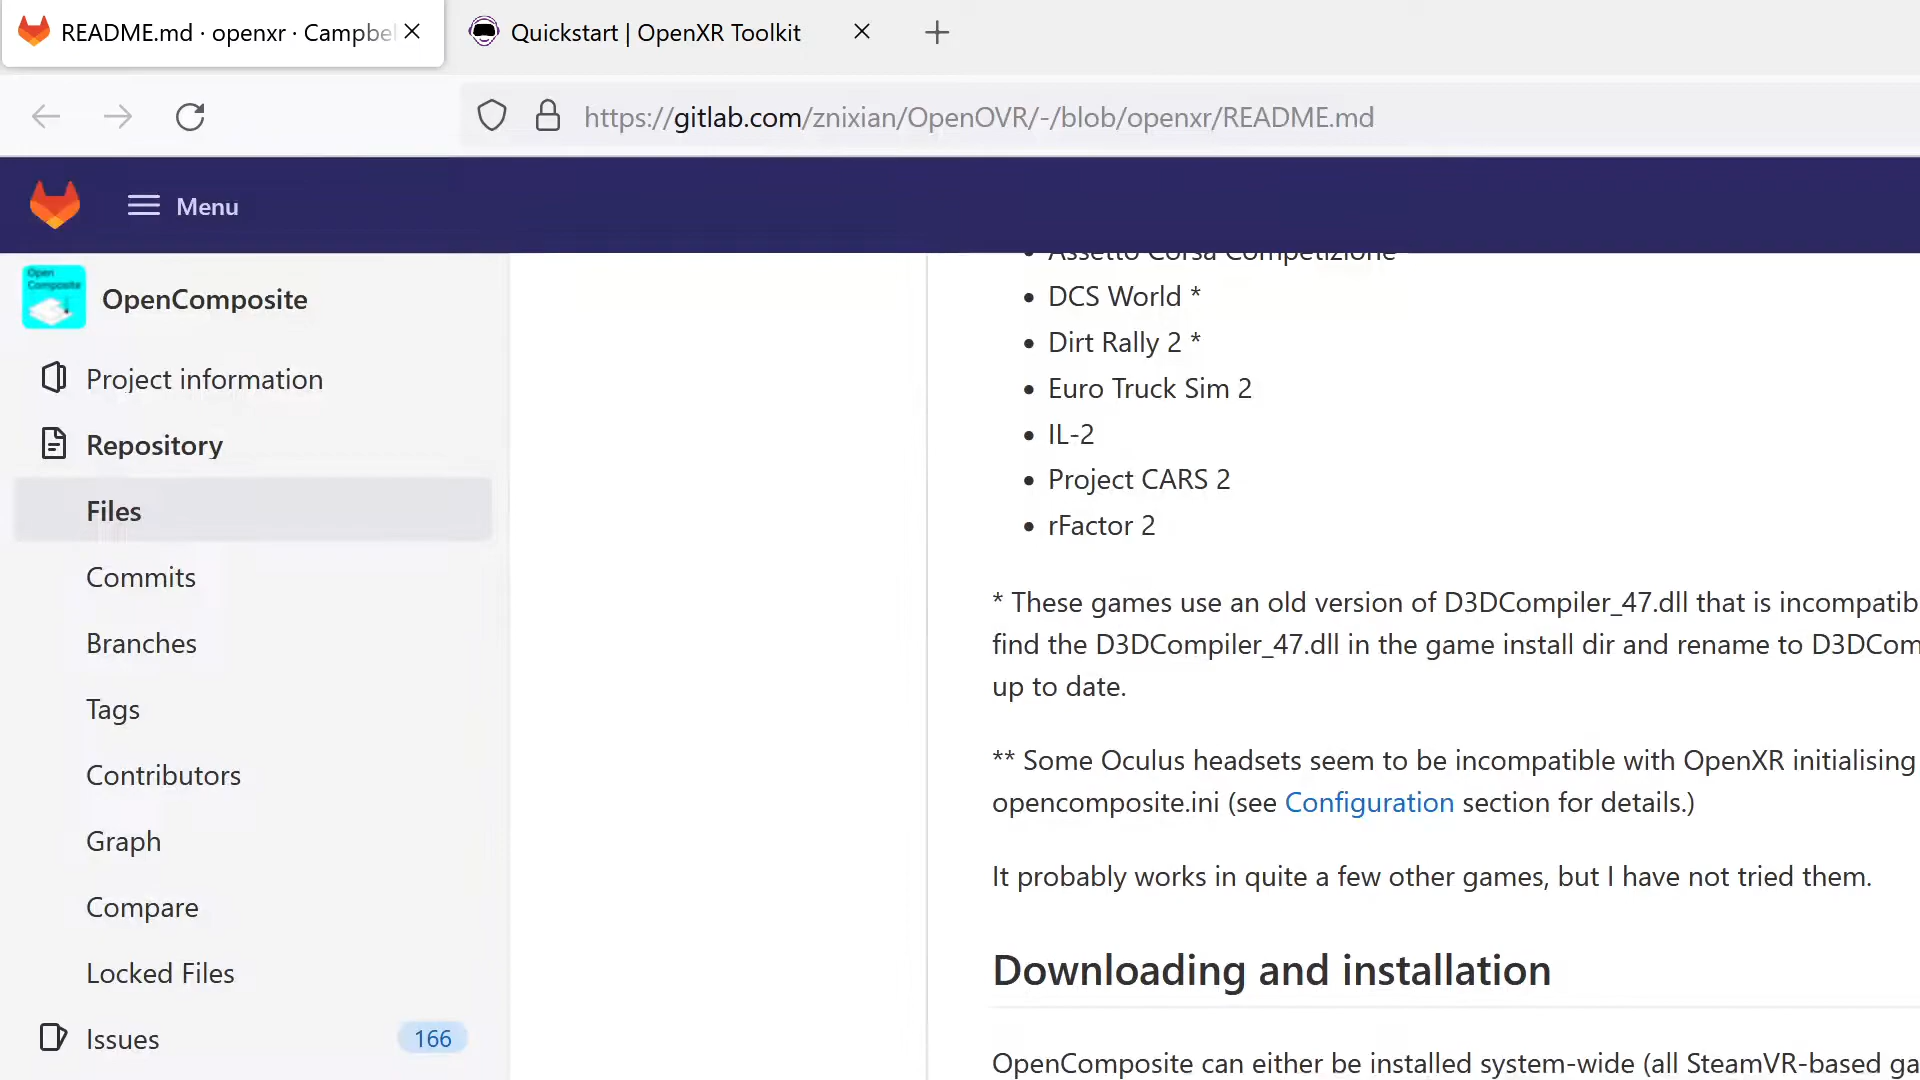 README.md · openxr · Campbe
Quickstart | OpenXR Toolkit
https://gitlab.com/znixian/OpenOVR/-/blob/openxr/README.md
Menu
Open
Composite
OpenComposite
Project information
Repository
Files
Commits
Branches
Tags
Contributors
Graph
Compare
Locked Files
Issues
166
• Assetto Corsa Competizione
• DCS World *
• Dirt Rally 2 *
• Euro Truck Sim 2
• IL-2
• Project CARS 2
• rFactor 2
* These games use an old version of D3DCompiler_47.dll that is incompatib
find the D3DCompiler_47.dll in the game install dir and rename to D3DCom
up to date.
** Some Oculus headsets seem to be incompatible with OpenXR initialising
opencomposite.ini (see Configuration section for details.)
It probably works in quite a few other games, but I have not tried them.
Downloading and installation
OpenComposite can either be installed system-wide (all SteamVR-based ga